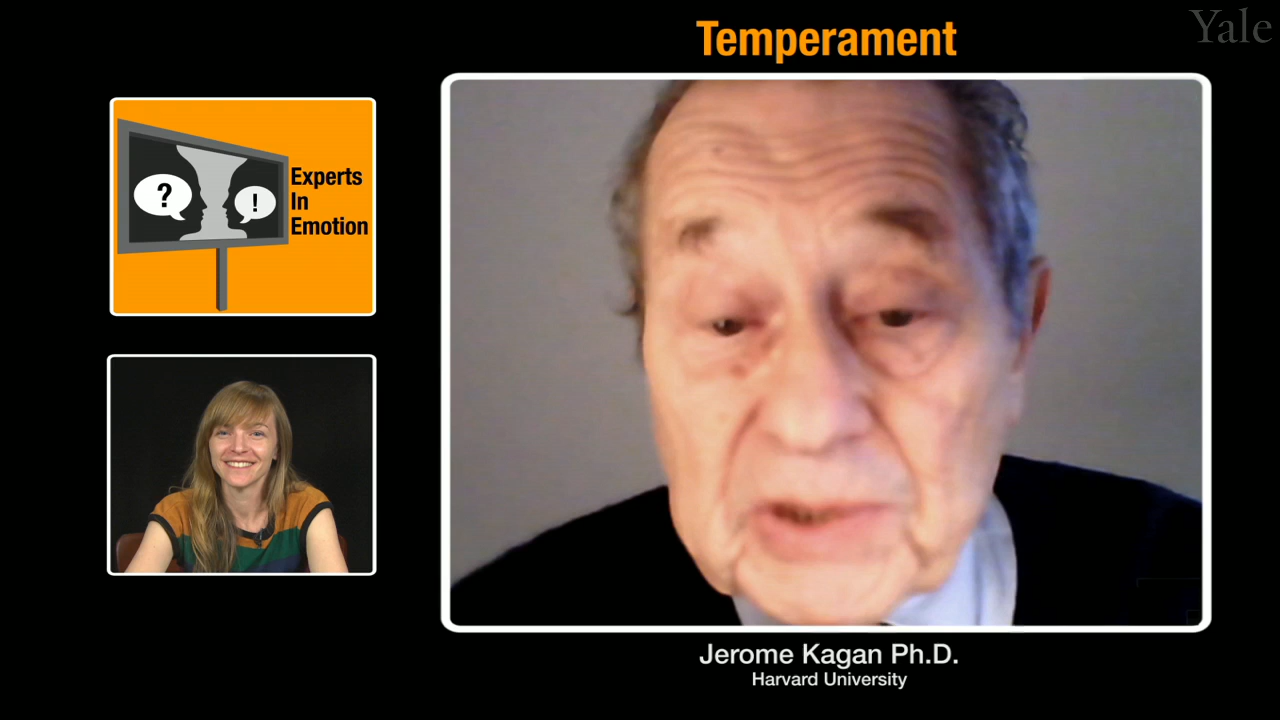 Temperament
Yale
?
!
Experts
In
Emotion
Jerome Kagan Ph.D.
Harvard University